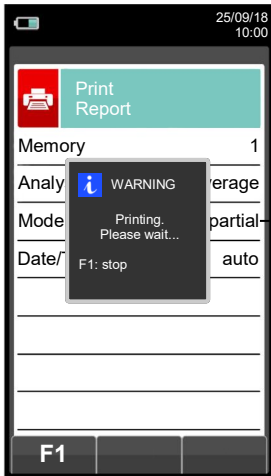 25/09/18
10:00
Print
Report
Memory 1
Analy erage
WARNING
Printing.
Please wait...
F1: stop
Mode partial
Date/ auto
F1